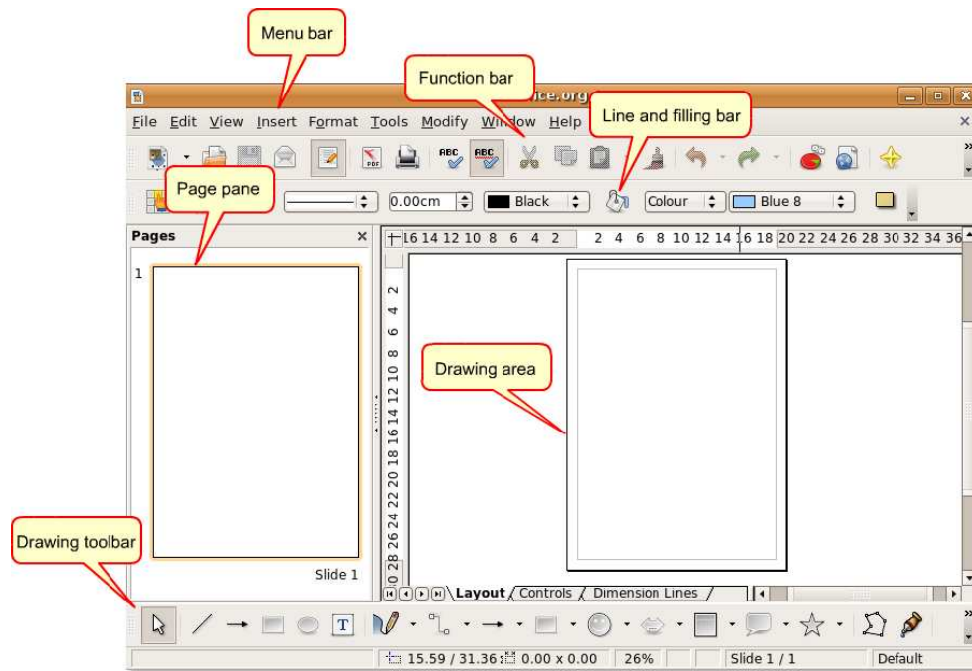 Menu bar
Function bar
ice.org
File Edit View Insert Format Tools Modify Window Help
Line and filling bar
PDF ABC ABC
Page pane
0.00cm Black Colour Blue 8
Pages
16 14 12 10 8 6 4 2 2 4 6 8 10 12 14 16 18 20 22 24 26 28 30 32 34 36
1
2 4 6 8 10 12 14 16 18 20 22 24 26 28
Drawing area
Drawing toolbar
Slide 1
Layout Controls Dimension Lines
T
15.59 / 31.36 0.00 x 0.00 26% Slide 1 / 1 Default